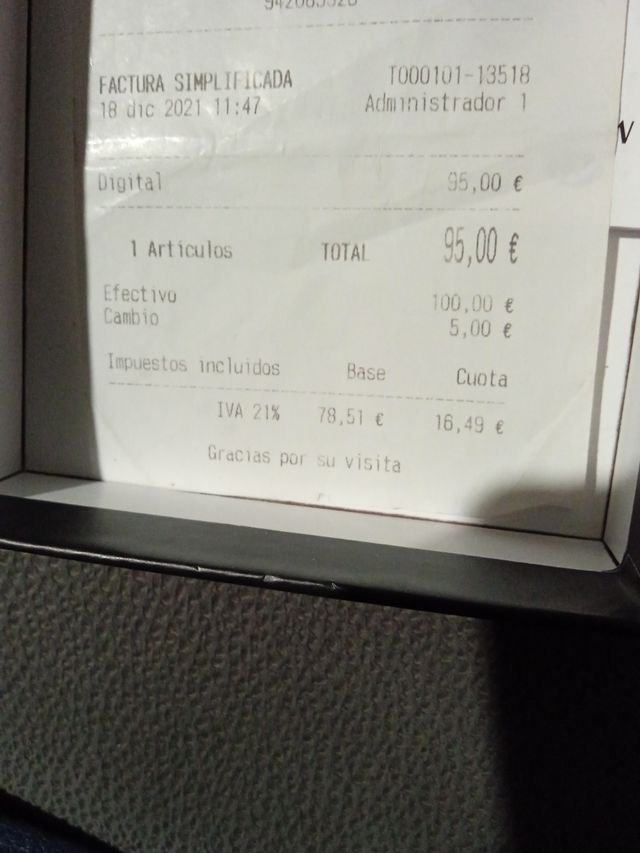 FACTURA SIMPLIFICADA T000101-13518
18 dic 2021 11:47 Administrador 1
Digital 95,00 €
1 Artículos TOTAL 95,00 €
Efectivo 100,00 €
Cambio 5,00 €
Impuestos incluidos Base Cuota
IVA 21% 78,51 € 16,49 €
Gracias por su visita